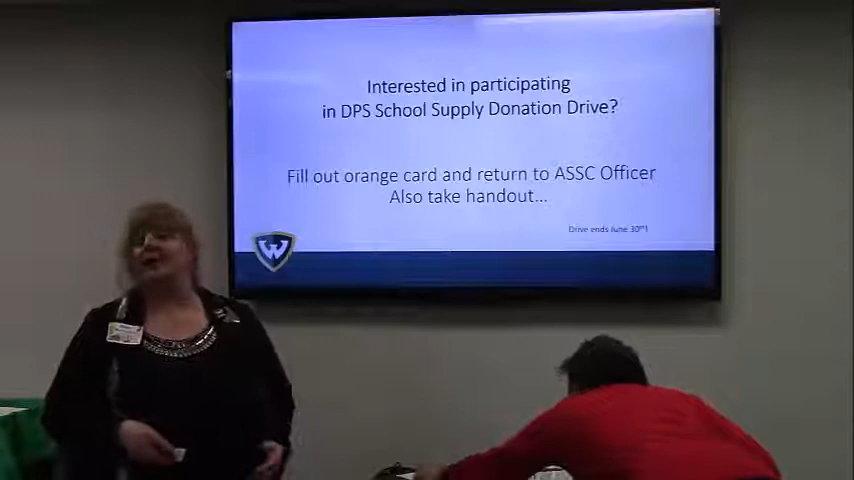 Interested in participating
in DPS School Supply Donation Drive?
Fill out orange card and return to ASSC Officer
Also take handout...
Drive ends June 30th!
W